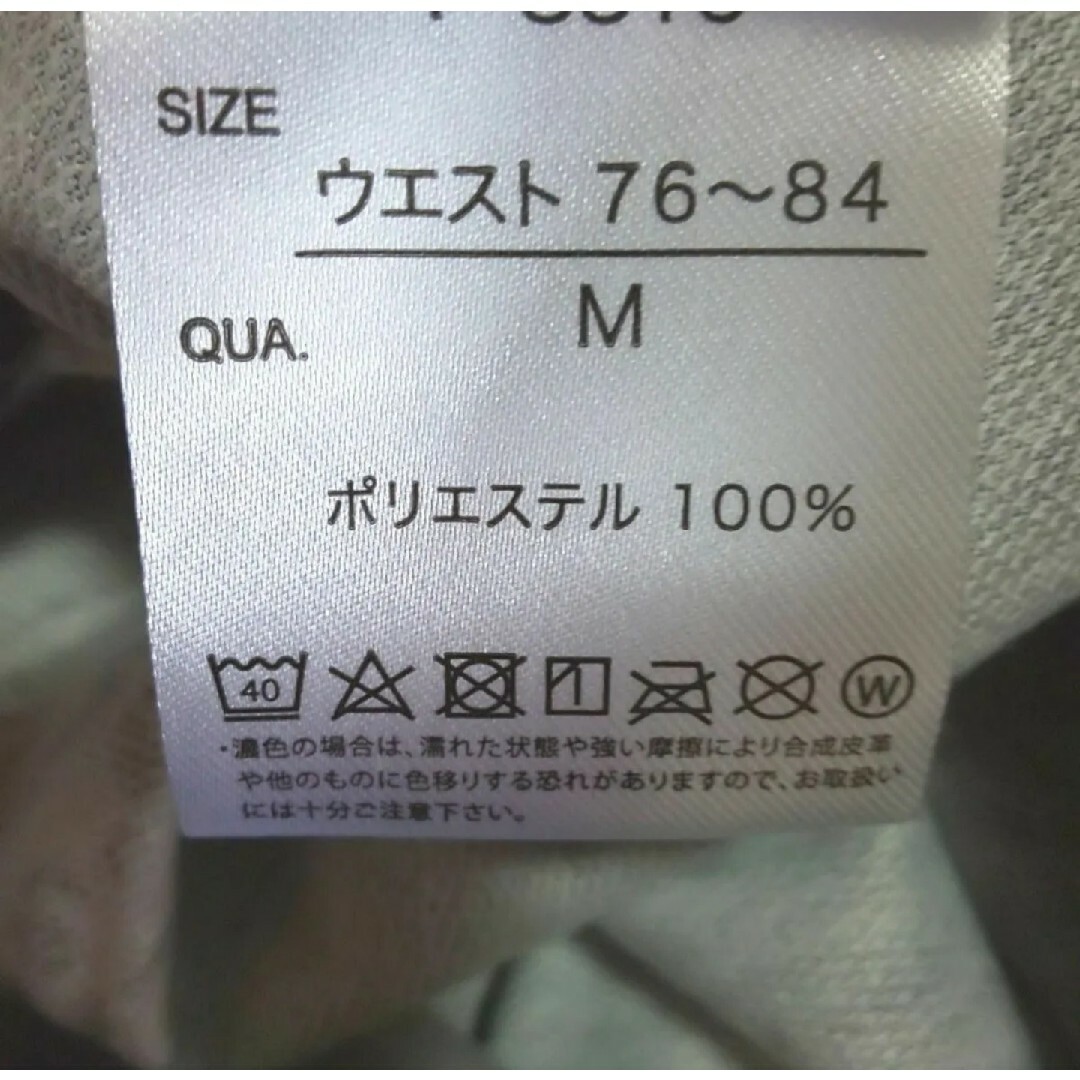 SIZE
ウエスト 76～84
M
QUA.
ポリエステル 100%
40 W
・濃色の場合は、濡れた状態や強い摩擦により合成皮革
や他のものに色移りする恐れがありますので、お取扱い
には十分ご注意下さい。